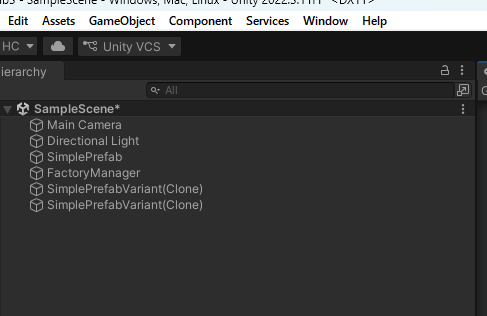 SampleScene - Windows, Mac, Linux - Unity 2022.3.11f1* <DX11>
Edit Assets GameObject Component Services Window Help
HC Unity VCS
ierarchy
All
SampleScene*
Main Camera
Directional Light
SimplePrefab
FactoryManager
SimplePrefabVariant(Clone)
SimplePrefabVariant(Clone)